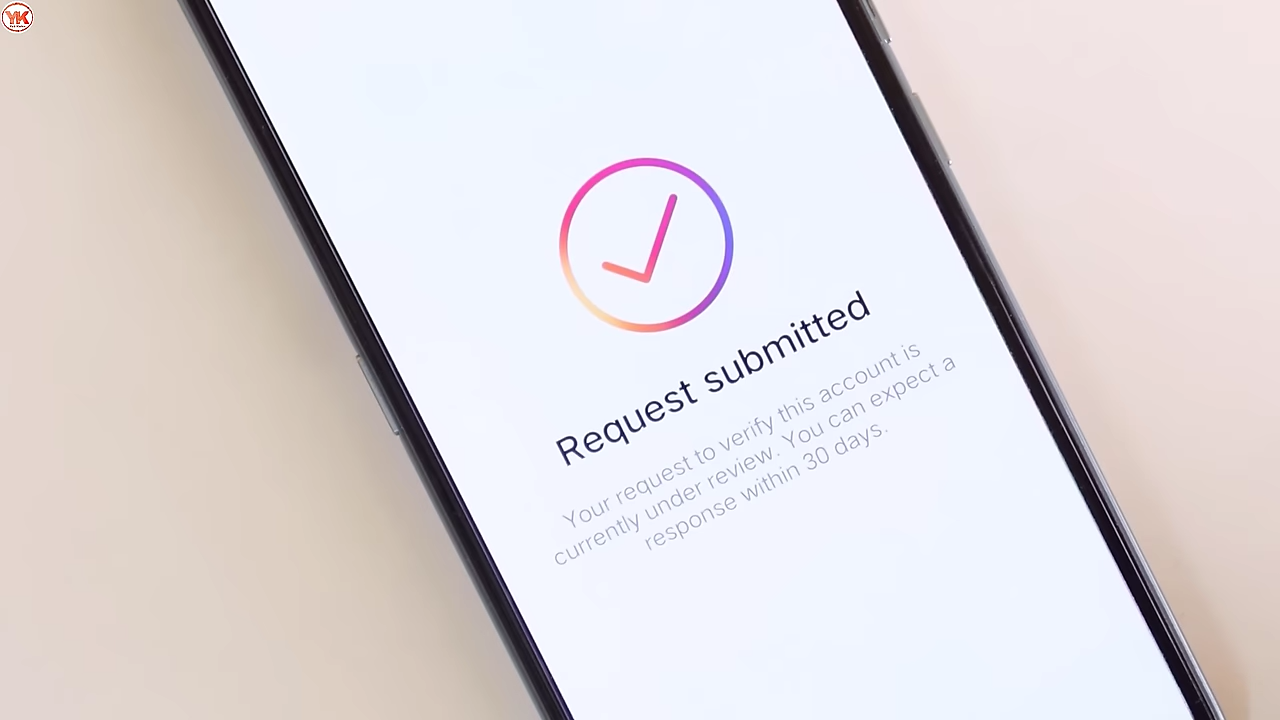 YK
Request submitted
Your request to verify this account is
currently under review. You can expect a
response within 30 days.